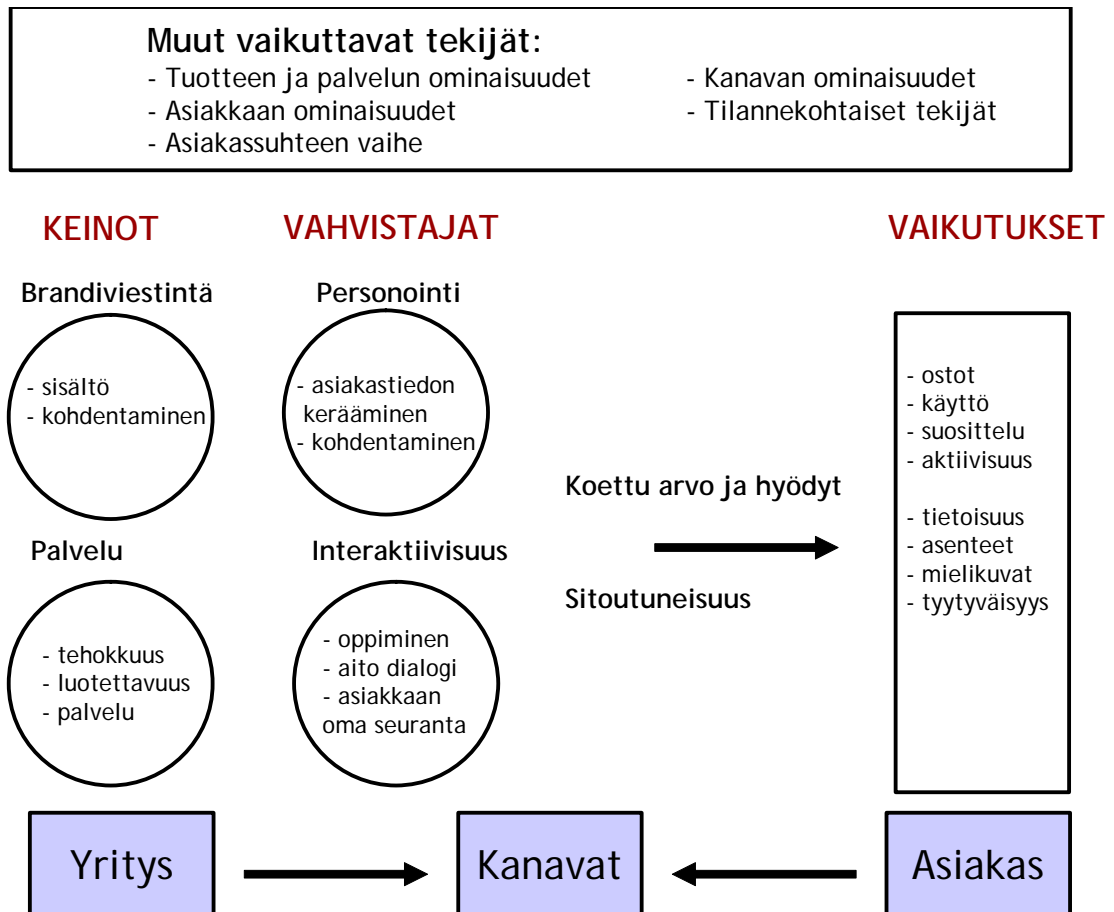 Muut vaikuttavat tekijät:
- Tuotteen ja palvelun ominaisuudet
- Asiakkaan ominaisuudet
- Asiakassuhteen vaihe
- Kanavan ominaisuudet
- Tilannekohtaiset tekijät
KEINOT
VAHVISTAJAT
VAIKUTUKSET
Brandiviestintä
- sisältö
- kohdentaminen
Personointi
- asiakastiedon
kerääminen
- kohdentaminen
Palvelu
- tehokkuus
- luotettavuus
- palvelu
Interaktiivisuus
- oppiminen
- aito dialogi
- asiakkaan
oma seuranta
Koettu arvo ja hyödyt
Sitoutuneisuus
- ostot
- käyttö
- suosittelu
- aktiivisuus
- tietoisuus
- asenteet
- mielikuvat
- tyytyväisyys
Yritys
Kanavat
Asiakas